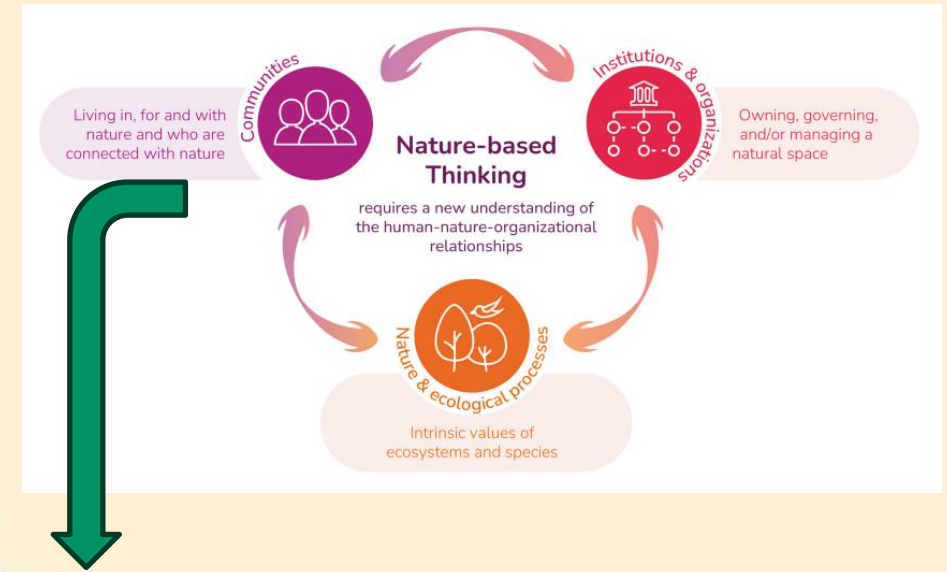 Communities
Living in, for and with
nature and who are
connected with nature
Institutions & organizations
Owning, governing,
and/or managing a
natural space
Nature-based
Thinking
requires a new understanding of
the human-nature-organizational
relationships
Nature & ecological processes
Intrinsic values of
ecosystems and species